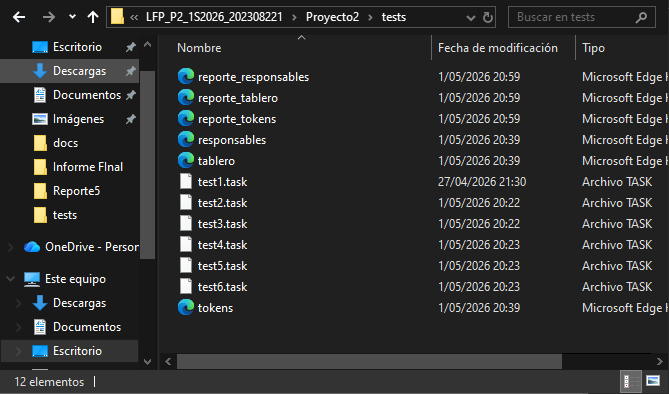 LFP_P2_1S2026_202308221 > Proyecto2 > tests
Buscar en tests
Escritorio
Descargas
Documentos
Imágenes
docs
Informe FInal
Reporte5
tests
OneDrive - Person
Este equipo
Descargas
Documentos
Escritorio
Nombre Fecha de modificación Tipo
reporte_responsables 1/05/2026 20:59 Microsoft Edge H
reporte_tablero 1/05/2026 20:59 Microsoft Edge H
reporte_tokens 1/05/2026 20:59 Microsoft Edge H
responsables 1/05/2026 20:39 Microsoft Edge H
tablero 1/05/2026 20:39 Microsoft Edge H
test1.task 27/04/2026 21:30 Archivo TASK
test2.task 1/05/2026 20:22 Archivo TASK
test3.task 1/05/2026 20:22 Archivo TASK
test4.task 1/05/2026 20:23 Archivo TASK
test5.task 1/05/2026 20:23 Archivo TASK
test6.task 1/05/2026 20:23 Archivo TASK
tokens 1/05/2026 20:39 Microsoft Edge H
12 elementos